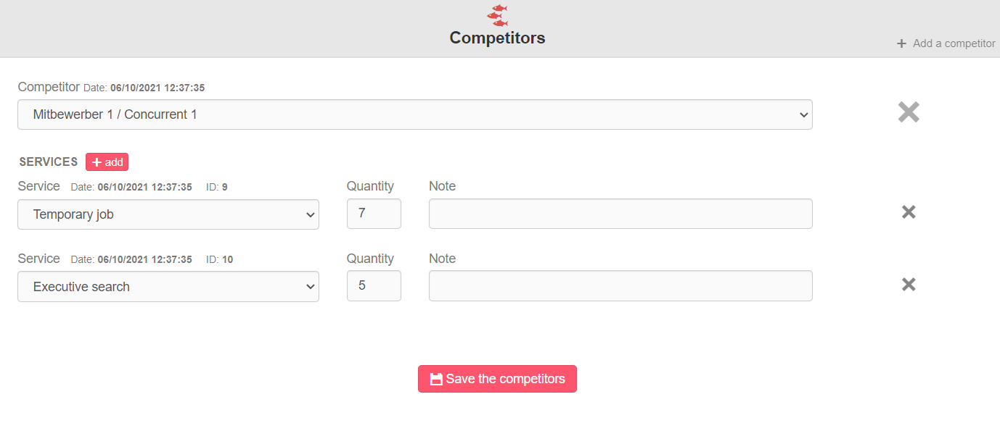 Competitors
+ Add a competitor
Competitor Date: 06/10/2021 12:37:35
Mitbewerber 1 / Concurrent 1
SERVICES + add
Service Date: 06/10/2021 12:37:35 ID: 9 Quantity Note
Temporary job 7
Service Date: 06/10/2021 12:37:35 ID: 10 Quantity Note
Executive search 5
Save the competitors